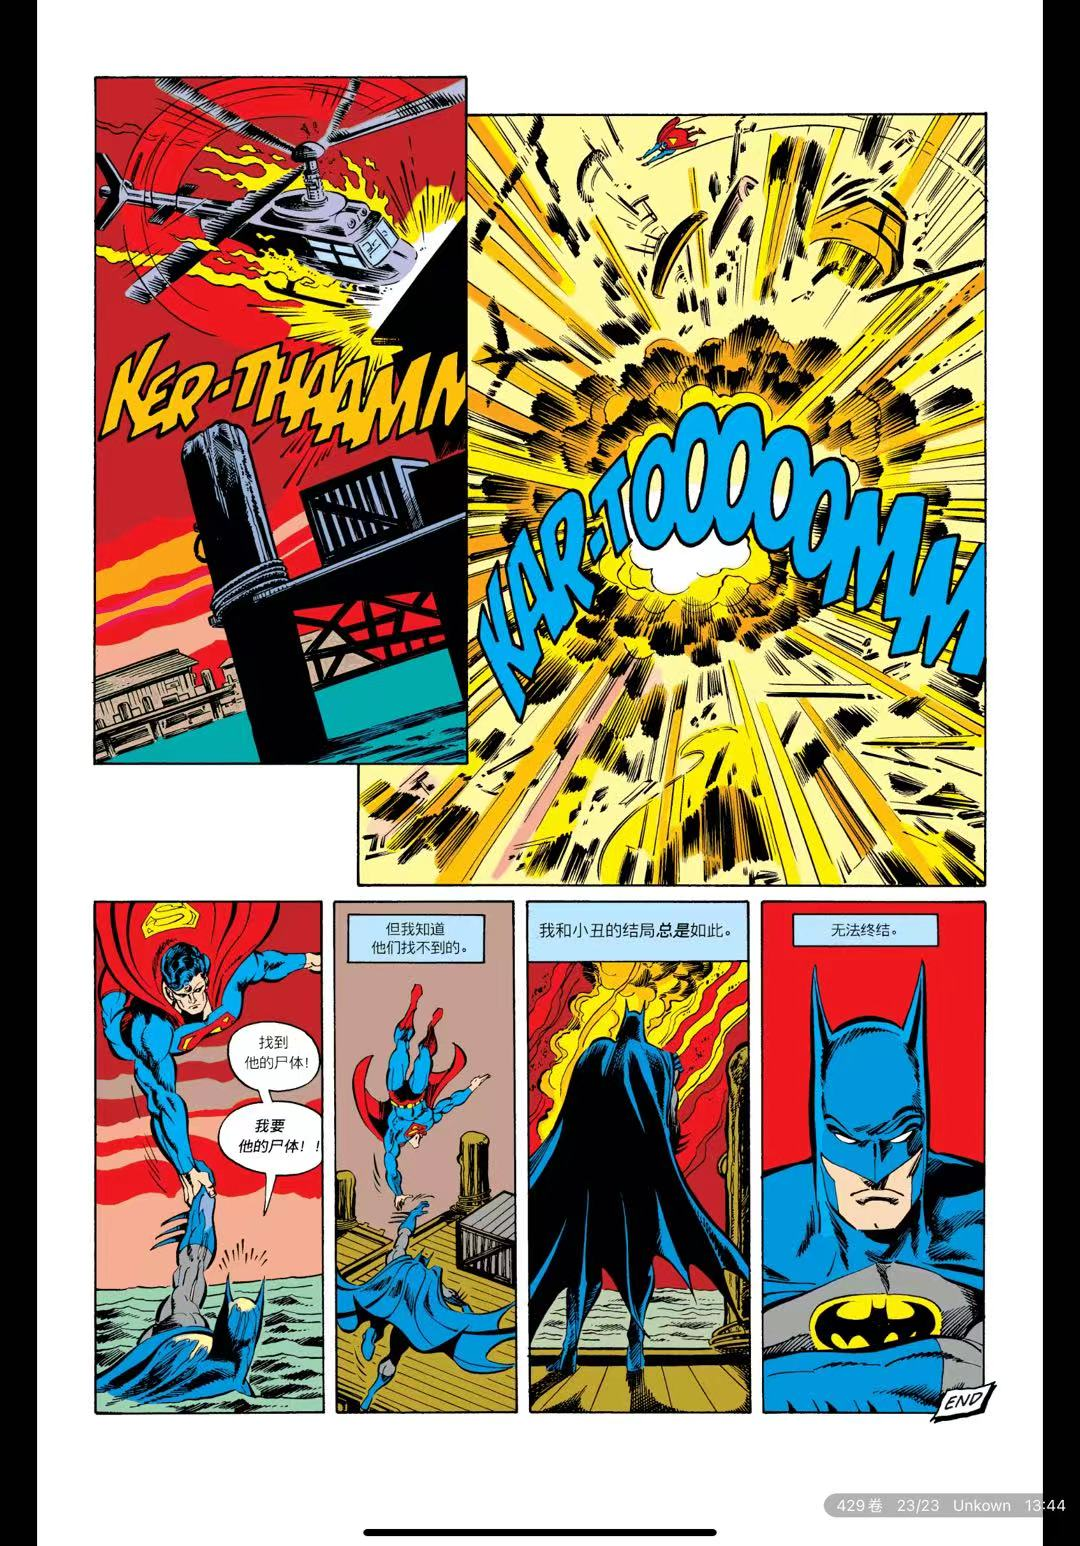 KER-THAAMM
KAR-TOOOOOMMM
找到
他的尸体！
我要
他的尸体！！
但我知道
他们找不到的。
我和小丑的结局总是如此。
无法终结。
END
429卷 23/23 Unkown 13:44